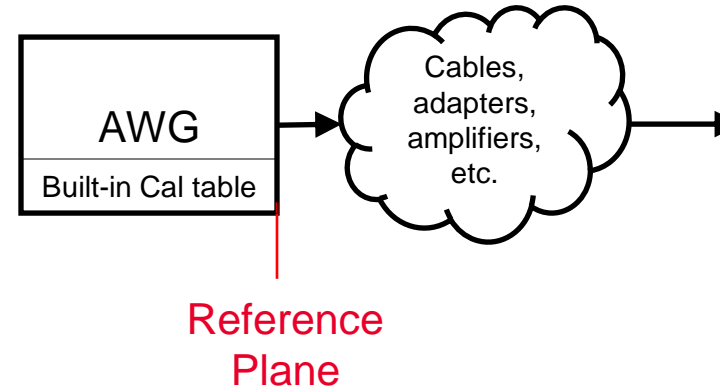 AWG
Built-in Cal table
Cables,
adapters,
amplifiers,
etc.
Reference
Plane